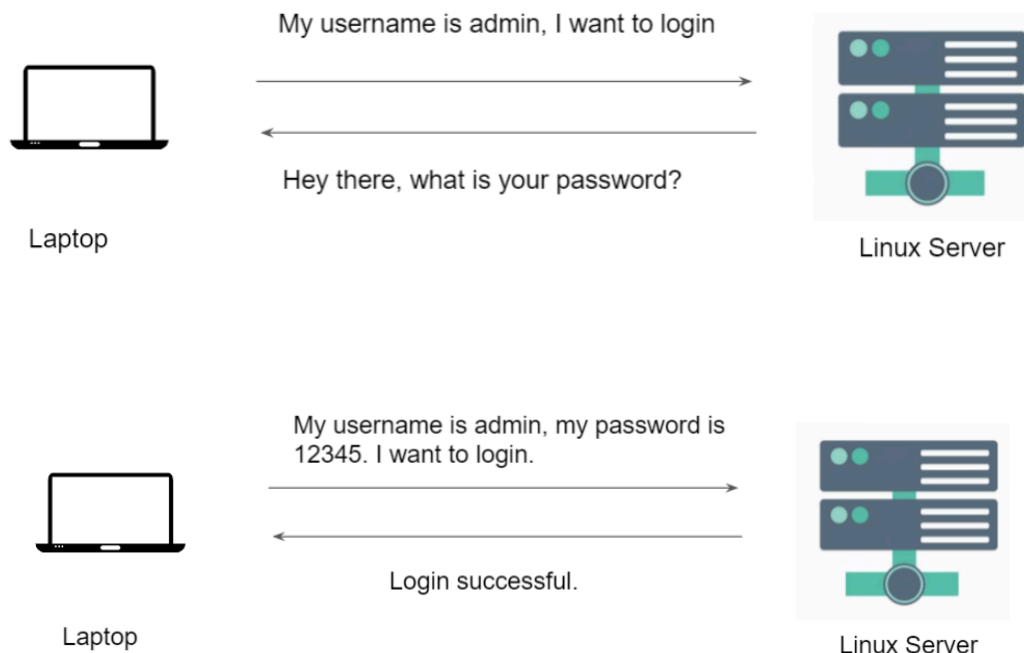 My username is admin, I want to login
Hey there, what is your password?
Laptop
Linux Server
My username is admin, my password is
12345. I want to login.
Login successful.
Laptop
Linux Server